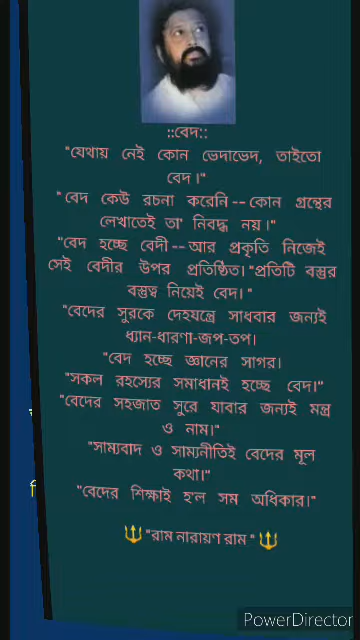 ::বেদ::
"যেথায় নেই কোন ভেদাভেদ, তাইতো
বেদ।"
" বেদ কেউ রচনা করেনি -- কোন গ্রন্থের
লেখাতেই তা' নিবদ্ধ নয়।"
"বেদ হচ্ছে বেদী -- আর প্রকৃতি নিজেই
সেই বেদীর উপর প্রতিষ্ঠিত। "প্রতিটি বস্তুর
বস্তুত্ব নিয়েই বেদ। "
"বেদের সুরকে দেহযন্ত্রে সাধবার জন্যই
ধ্যান-ধারণা-জপ-তপ।
"বেদ হচ্ছে জ্ঞানের সাগর।
"সকল রহস্যের সমাধানই হচ্ছে বেদ।"
"বেদের সহজাত সুরে যাবার জন্যই মন্ত্র
ও নাম।"
"সাম্যবাদ ও সাম্যনীতিই বেদের মূল
কথা।"
"বেদের শিক্ষাই হ'ল সম অধিকার।"
🔱 "রাম নারায়ণ রাম " 🔱
PowerDirector